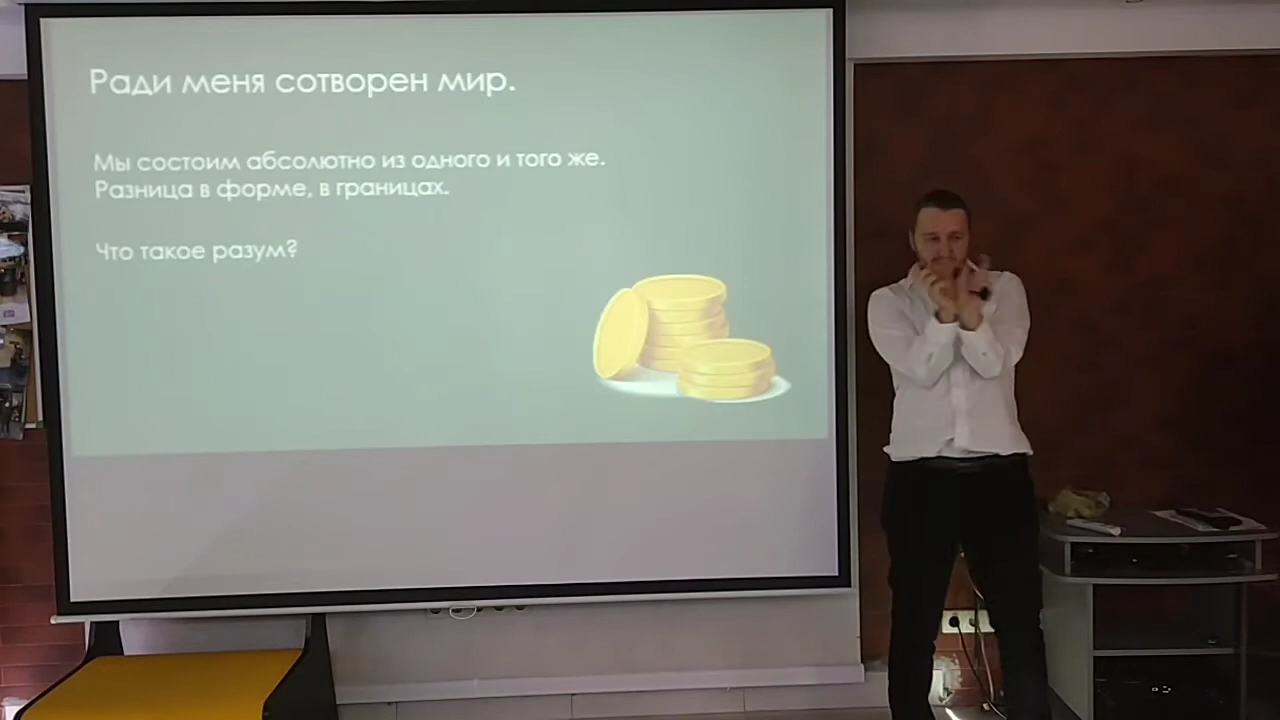 Ради меня сотворен мир.
Мы состоим абсолютно из одного и того же.
Разница в форме, в границах.
Что такое разум?